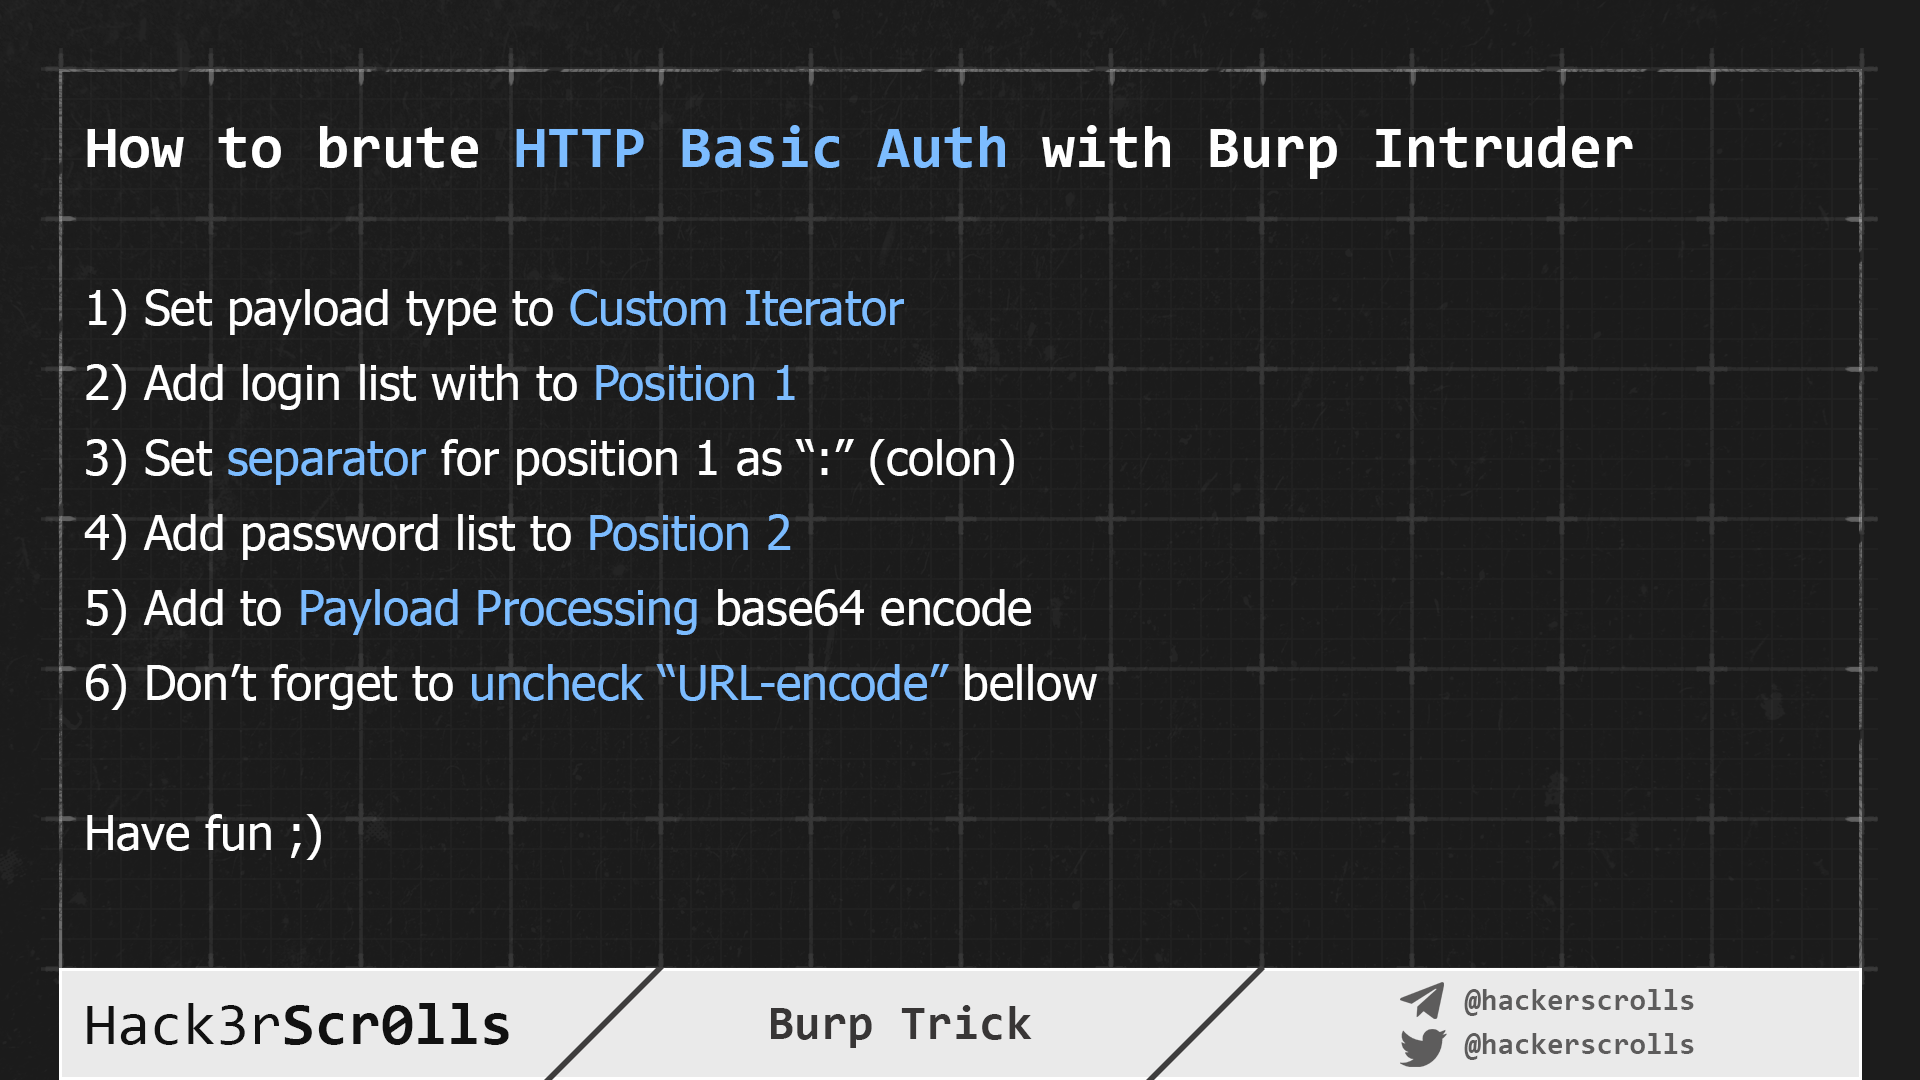 How to brute HTTP Basic Auth with Burp Intruder
1) Set payload type to Custom Iterator
2) Add login list with to Position 1
3) Set separator for position 1 as “:” (colon)
4) Add password list to Position 2
5) Add to Payload Processing base64 encode
6) Don’t forget to uncheck “URL-encode” bellow
Have fun ;)
Hack3rScr0lls
Burp Trick
@hackerscrolls
@hackerscrolls